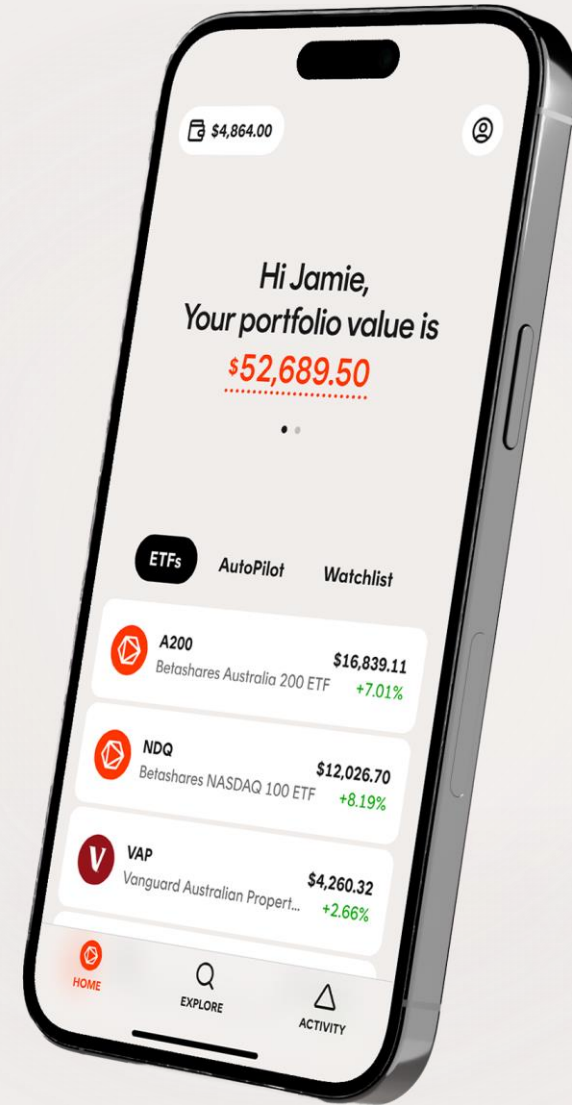 $4,864.00
Hi Jamie,
Your portfolio value is
$52,689.50
ETFs AutoPilot Watchlist
A200 $16,839.11
Betashares Australia 200 ETF +7.01%
NDQ $12,026.70
Betashares NASDAQ 100 ETF +8.19%
V VAP $4,260.32
Vanguard Australian Propert... +2.66%
HOME EXPLORE ACTIVITY